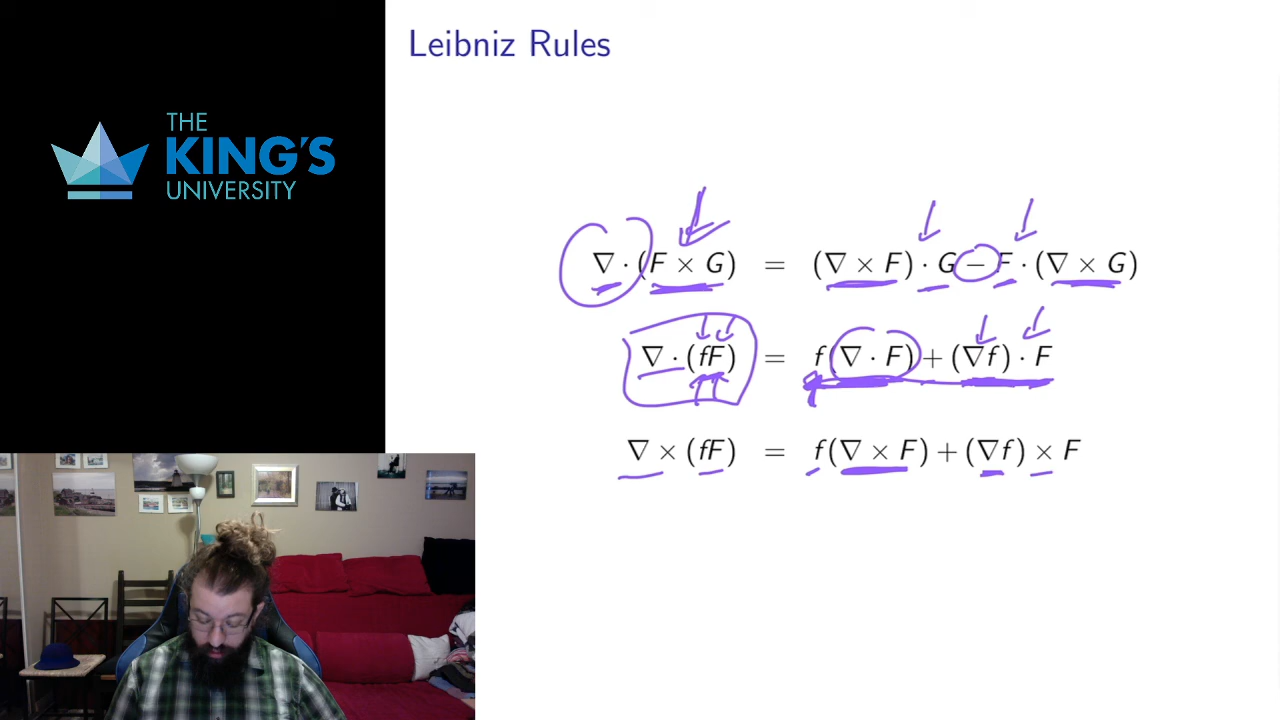 THE
KING'S
UNIVERSITY
Leibniz Rules
∇ · (F × G) = (∇ × F) · G − F · (∇ × G)
∇ · (fF) = f(∇ · F) + (∇f) · F
∇ × (fF) = f(∇ × F) + (∇f) × F